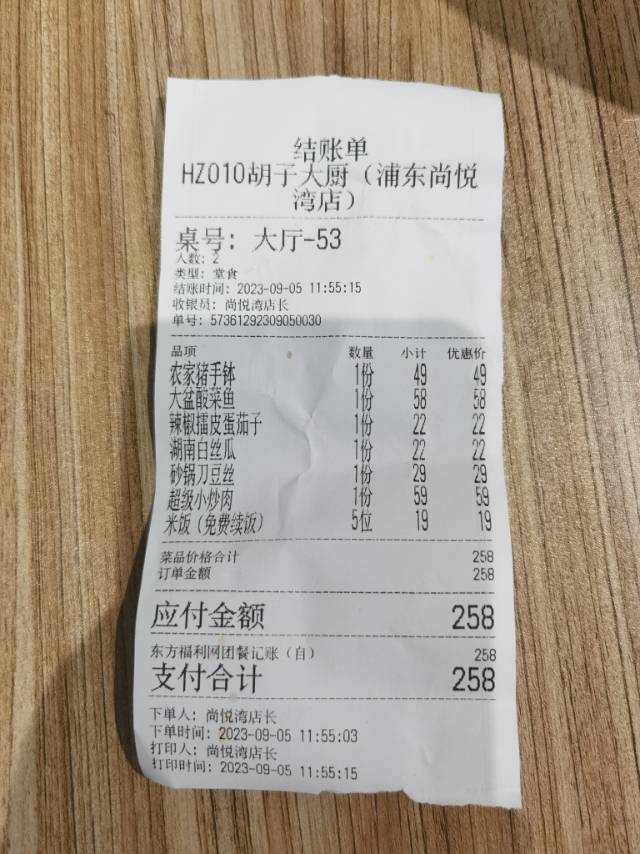 结账单
HZ010胡子大厨（浦东尚悦
湾店）
桌号: 大厅-53
人数: 2
类型: 堂食
结账时间: 2023-09-05 11:55:15
收银员: 尚悦湾店长
单号: 57361292309050030
品项 数量 小计 优惠价
农家猪手钵 1份 49 49
大盆酸菜鱼 1份 58 58
辣椒擂皮蛋茄子 1份 22 22
湖南白丝瓜 1份 22 22
砂锅刀豆丝 1份 29 29
超级小炒肉 1份 59 59
米饭（免费续饭） 5位 19 19
菜品价格合计 258
订单金额 258
应付金额 258
东方福利网团餐记账（自） 258
支付合计 258
下单人: 尚悦湾店长
下单时间: 2023-09-05 11:55:03
打印人: 尚悦湾店长
打印时间: 2023-09-05 11:55:15